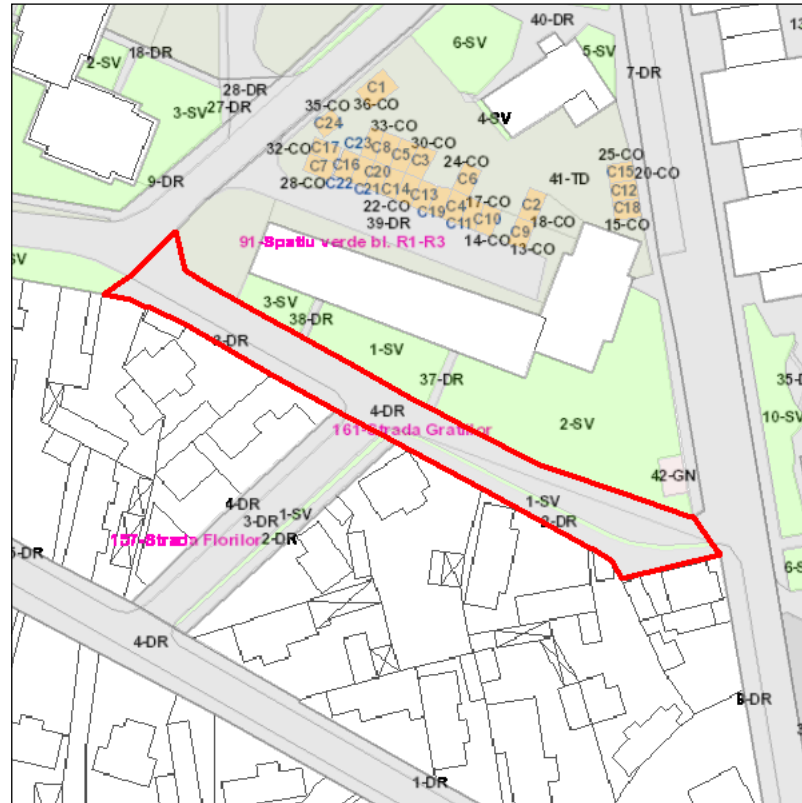 40-DR
6-SV
5-SV
18-DR
2-SV
7-DR
28-DR
27-DR
3-SV
C1
35-CO
36-CO
4-SV
C24
33-CO
32-CO
C17
C23
C8
30-CO
C5
C3
24-CO
25-CO
C7
C16
C20
C6
41-TD
C15
20-CO
9-DR
28-CO
C22
C21
C14
C13
C12
22-CO
C4
17-CO
C2
C18
39-DR
C19
C10
18-CO
15-CO
C11
C9
14-CO
13-CO
91-Spatiu verde bl. R1-R3
SV
3-SV
38-DR
2-DR
1-SV
37-DR
35-D
4-DR
10-SV
161-Strada Gratiilor
2-SV
42-GN
4-DR
1-SV
1-SV
3-DR
2-DR
157-Strada Florilor
2-DR
5-DR
6-S
4-DR
1-DR